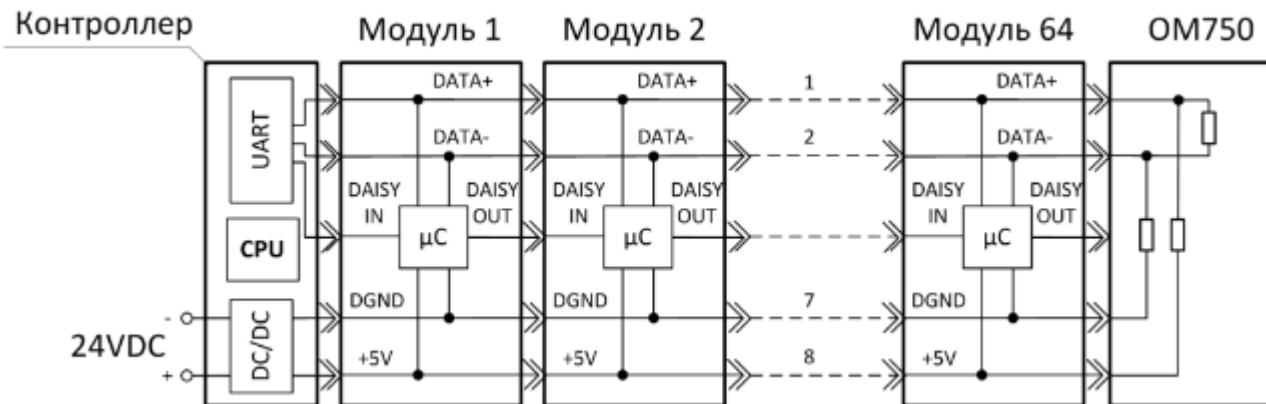 Контроллер
Модуль 1
Модуль 2
Модуль 64
OM750
UART
CPU
DC/DC
24VDC
-
+
DATA+
DATA-
DAISY
IN
DAISY
OUT
µC
DGND
+5V
DATA+
DATA-
DAISY
IN
DAISY
OUT
µC
DGND
+5V
1
2
7
8
DATA+
DATA-
DAISY
IN
DAISY
OUT
µC
DGND
+5V